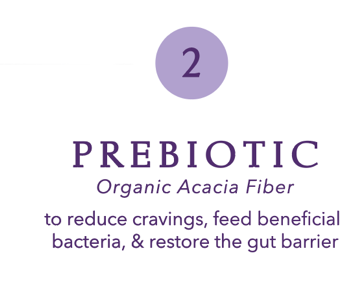 2
PREBIOTIC
Organic Acacia Fiber
to reduce cravings, feed beneficial
bacteria, & restore the gut barrier